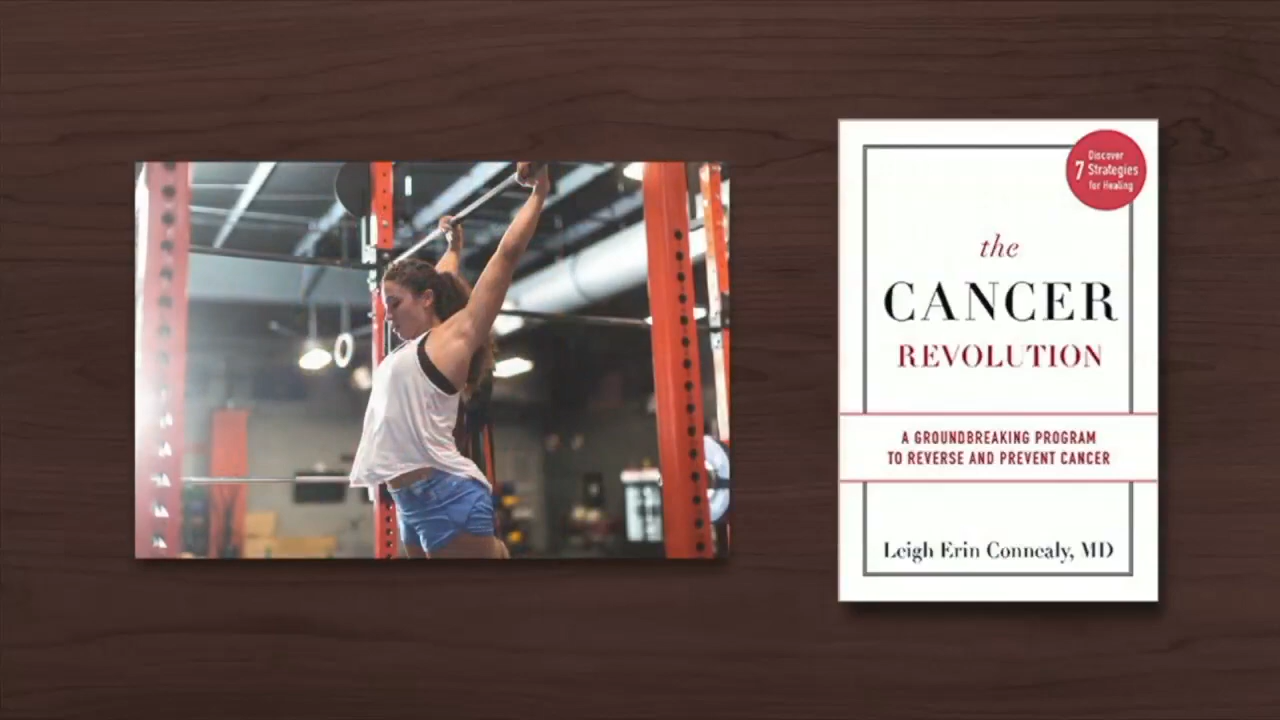 7 Discover
Strategies
for Healing
the
CANCER
REVOLUTION
A GROUNDBREAKING PROGRAM
TO REVERSE AND PREVENT CANCER
Leigh Erin Connealy, MD